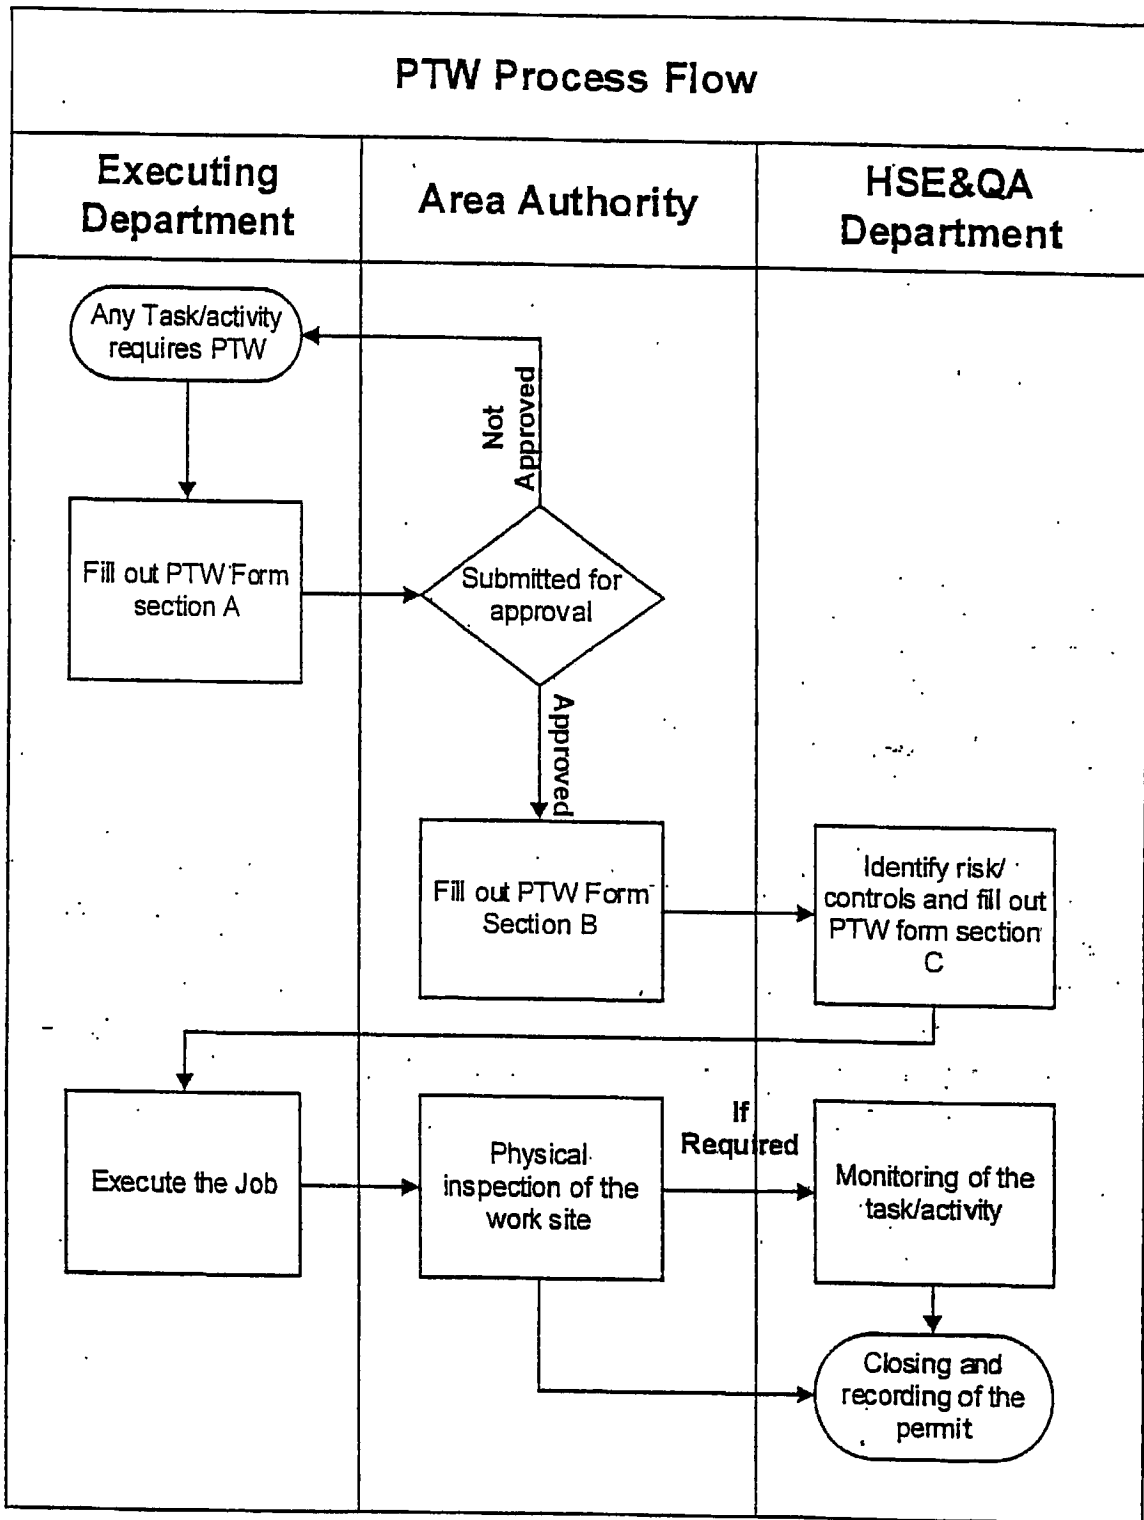 PTW Process Flow
Executing
Department
Area Authority
HSE&QA
Department
Any Task/activity
requires PTW
Not
Approved
Fill out PTW Form
section A
Submitted for
approval
Approved
Fill out PTW Form
Section B
Identify risk/
controls and fill out
PTW form section
C
Execute the Job
Physical
inspection of the
work site
If
Required
Monitoring of the
task/activity
Closing and
recording of the
permit